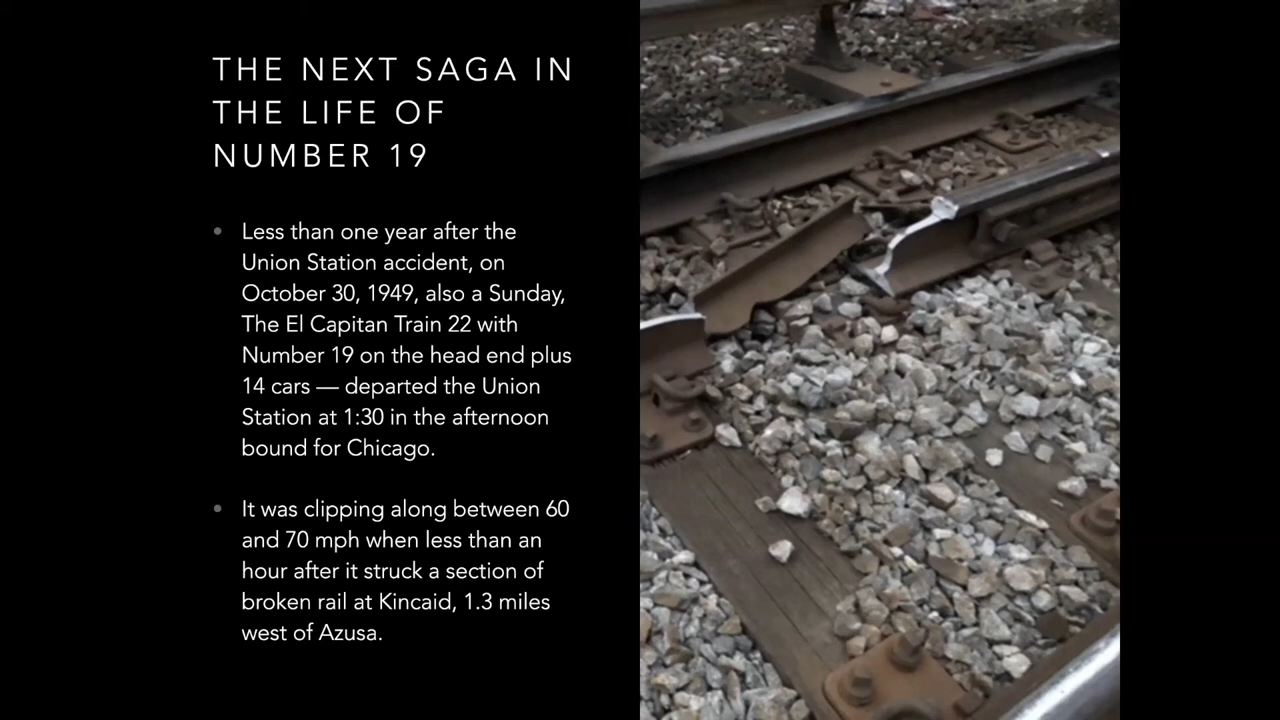 THE NEXT SAGA IN
THE LIFE OF
NUMBER 19
• Less than one year after the
Union Station accident, on
October 30, 1949, also a Sunday,
The El Capitan Train 22 with
Number 19 on the head end plus
14 cars — departed the Union
Station at 1:30 in the afternoon
bound for Chicago.
• It was clipping along between 60
and 70 mph when less than an
hour after it struck a section of
broken rail at Kincaid, 1.3 miles
west of Azusa.